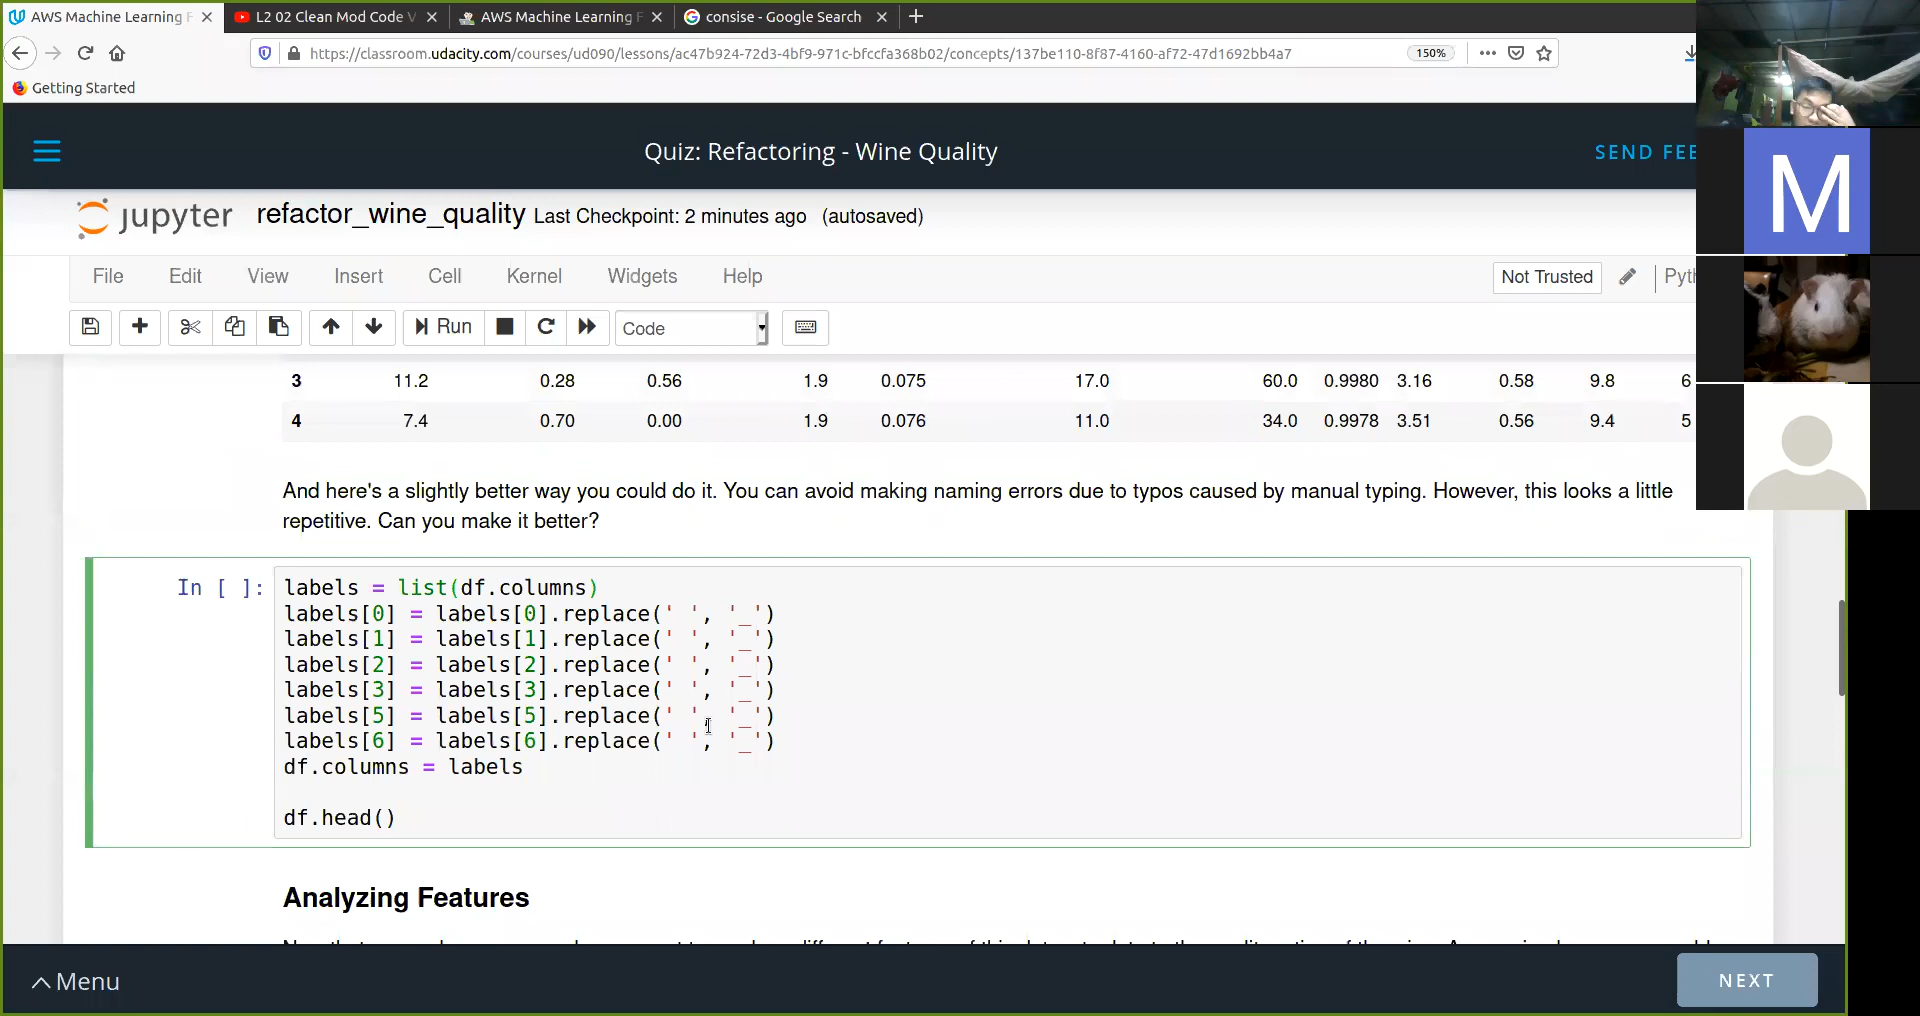 AWS Machine Learning F
L2 02 Clean Mod Code V
AWS Machine Learning F
consise - Google Search
https://classroom.udacity.com/courses/ud090/lessons/ac47b924-72d3-4bf9-971c-bfccfa368b02/concepts/137be110-8f87-4160-af72-47d1692bb4a7
150%
Getting Started
Quiz: Refactoring - Wine Quality
SEND FEE
M
jupyter refactor_wine_quality Last Checkpoint: 2 minutes ago (autosaved)
File Edit View Insert Cell Kernel Widgets Help
Not Trusted
Pyth
Run
Code
3 11.2 0.28 0.56 1.9 0.075 17.0 60.0 0.9980 3.16 0.58 9.8 6
4 7.4 0.70 0.00 1.9 0.076 11.0 34.0 0.9978 3.51 0.56 9.4 5
And here's a slightly better way you could do it. You can avoid making naming errors due to typos caused by manual typing. However, this looks a little
repetitive. Can you make it better?
In [ ]: labels = list(df.columns)
labels[0] = labels[0].replace(' ', '_')
labels[1] = labels[1].replace(' ', '_')
labels[2] = labels[2].replace(' ', '_')
labels[3] = labels[3].replace(' ', '_')
labels[5] = labels[5].replace(' ', '_')
labels[6] = labels[6].replace(' ', '_')
df.columns = labels
df.head()
Analyzing Features
Menu
NEXT